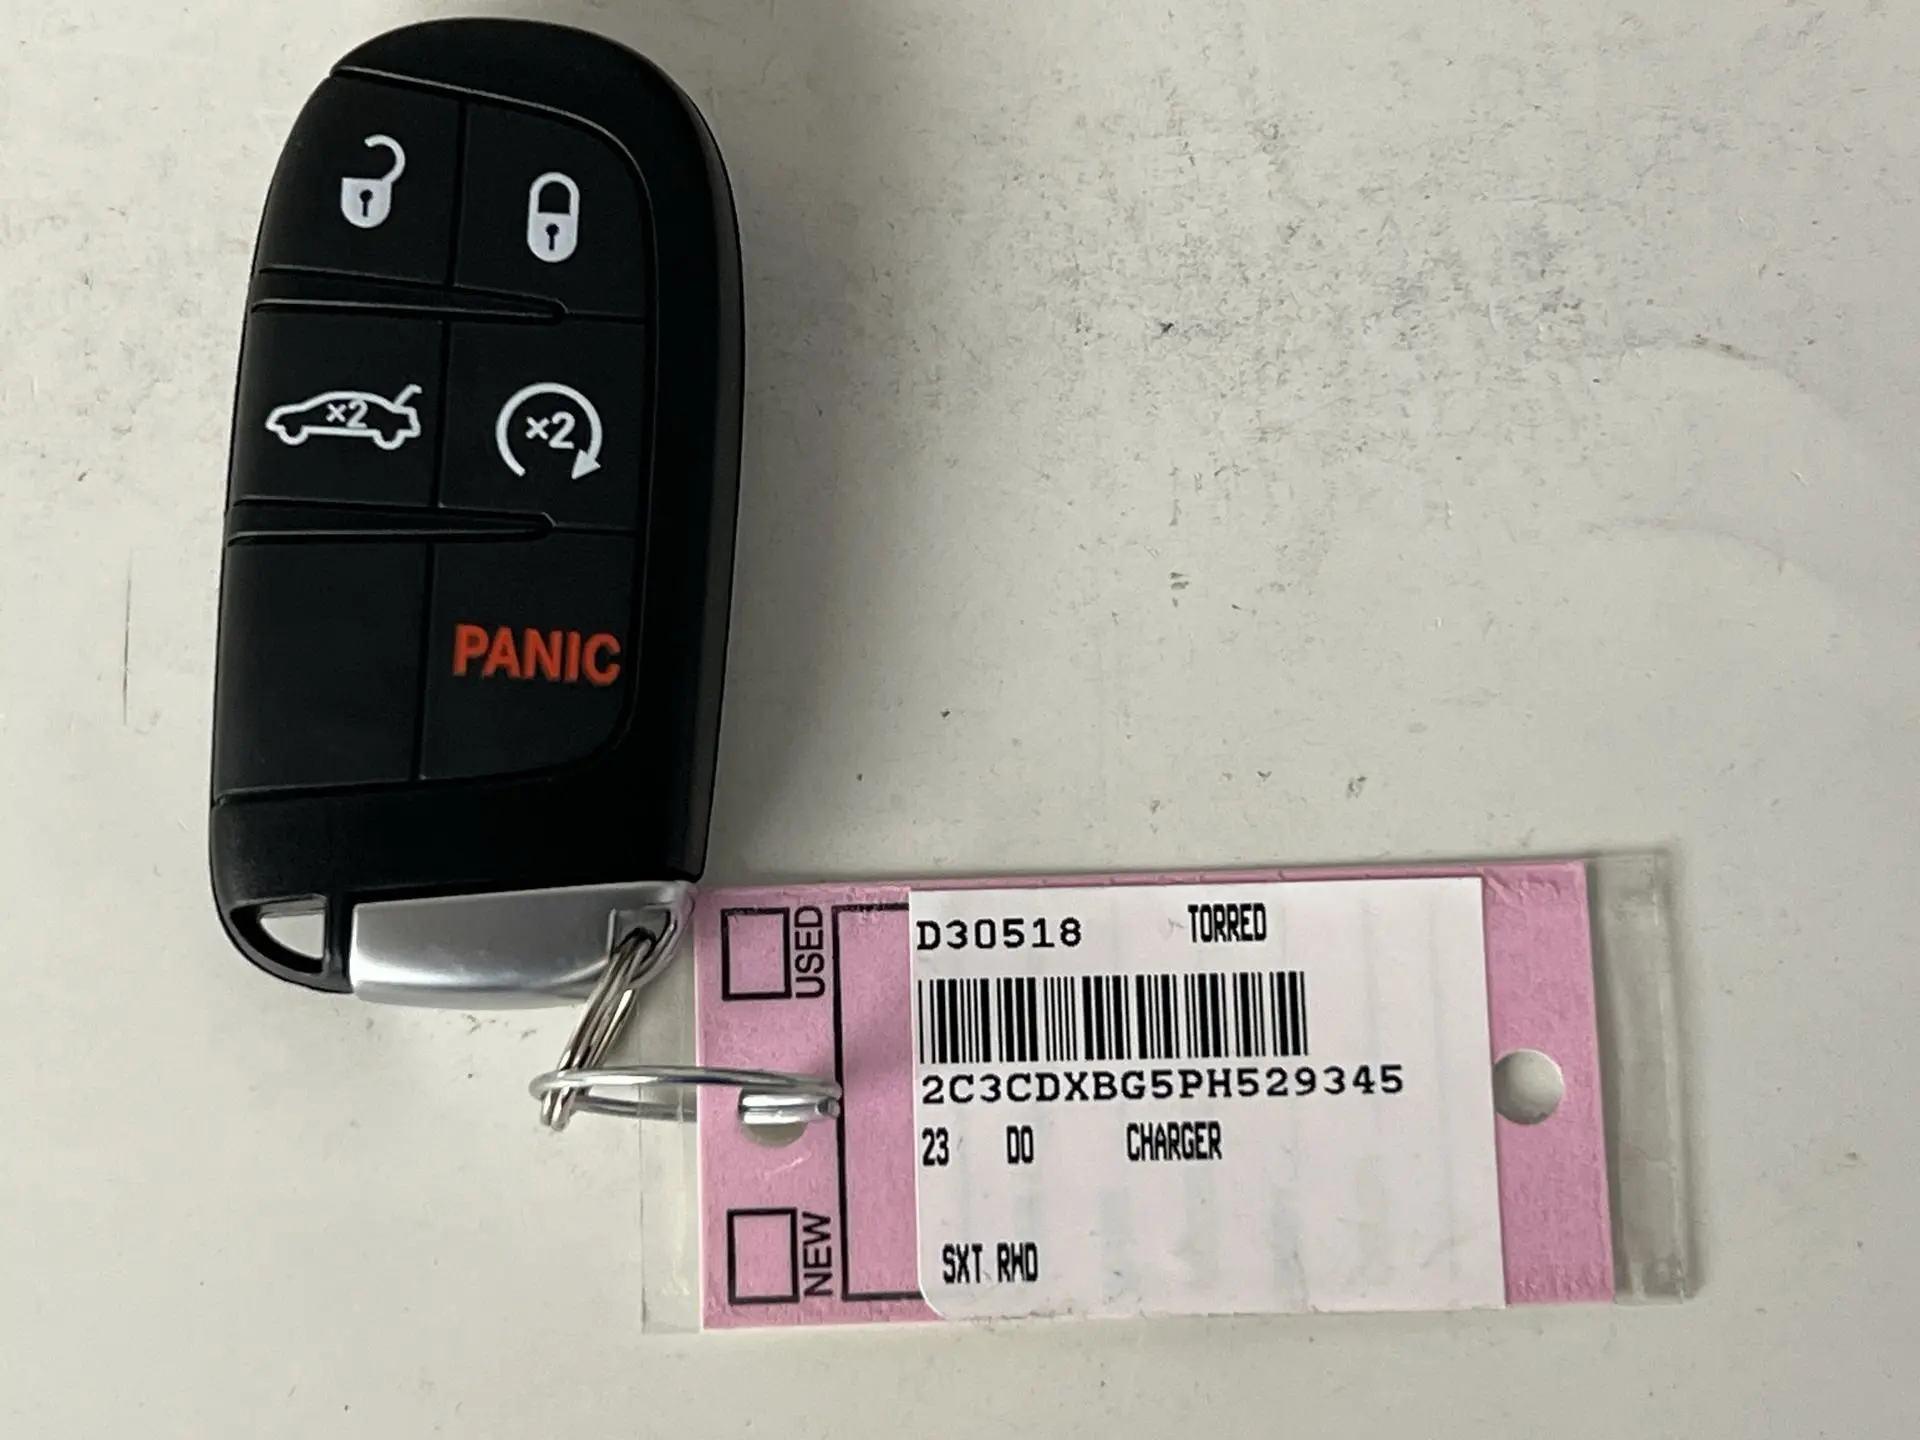 ×2
×2
PANIC
USED
NEW
D30518 TORRED
2C3CDXBG5PH529345
23 DO CHARGER
SXT RWD